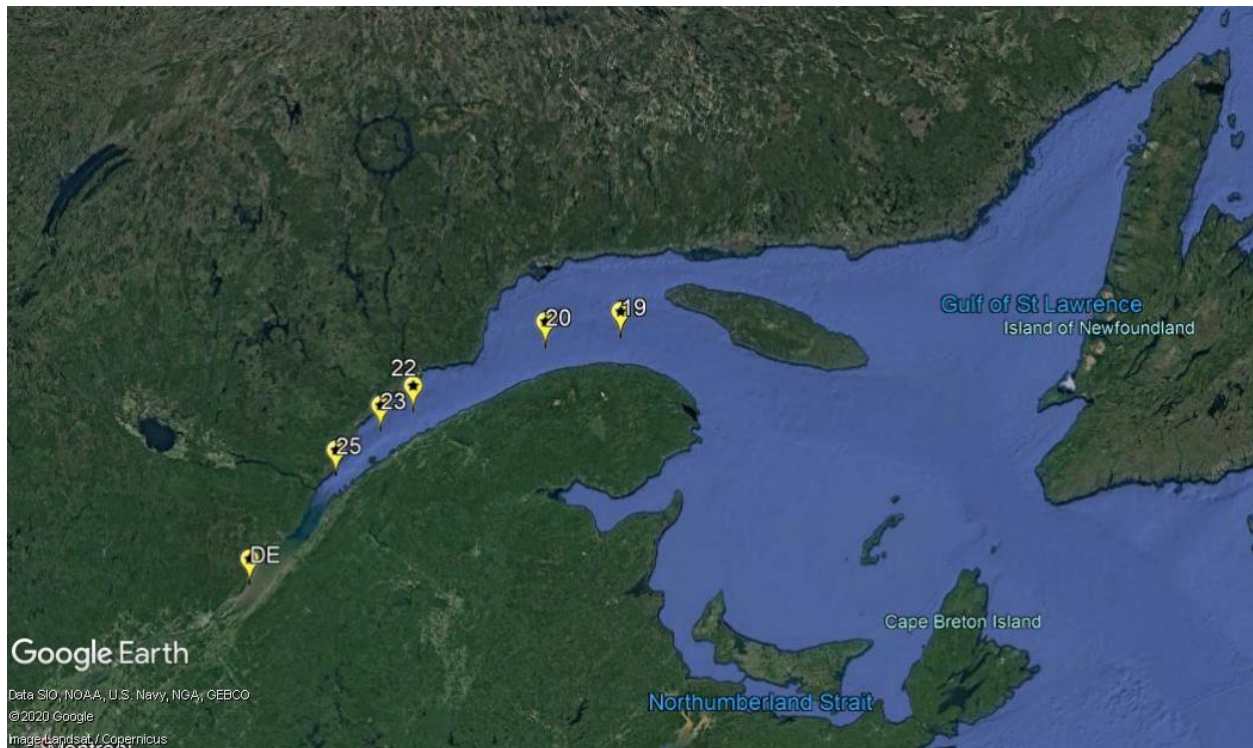 Gulf of St Lawrence
Island of Newfoundland
19
20
22
23
25
DE
Cape Breton Island
Northumberland Strait
Google Earth
Data SIO, NOAA, U.S. Navy, NGA, GEBCO
©2020 Google
Image Landsat / Copernicus